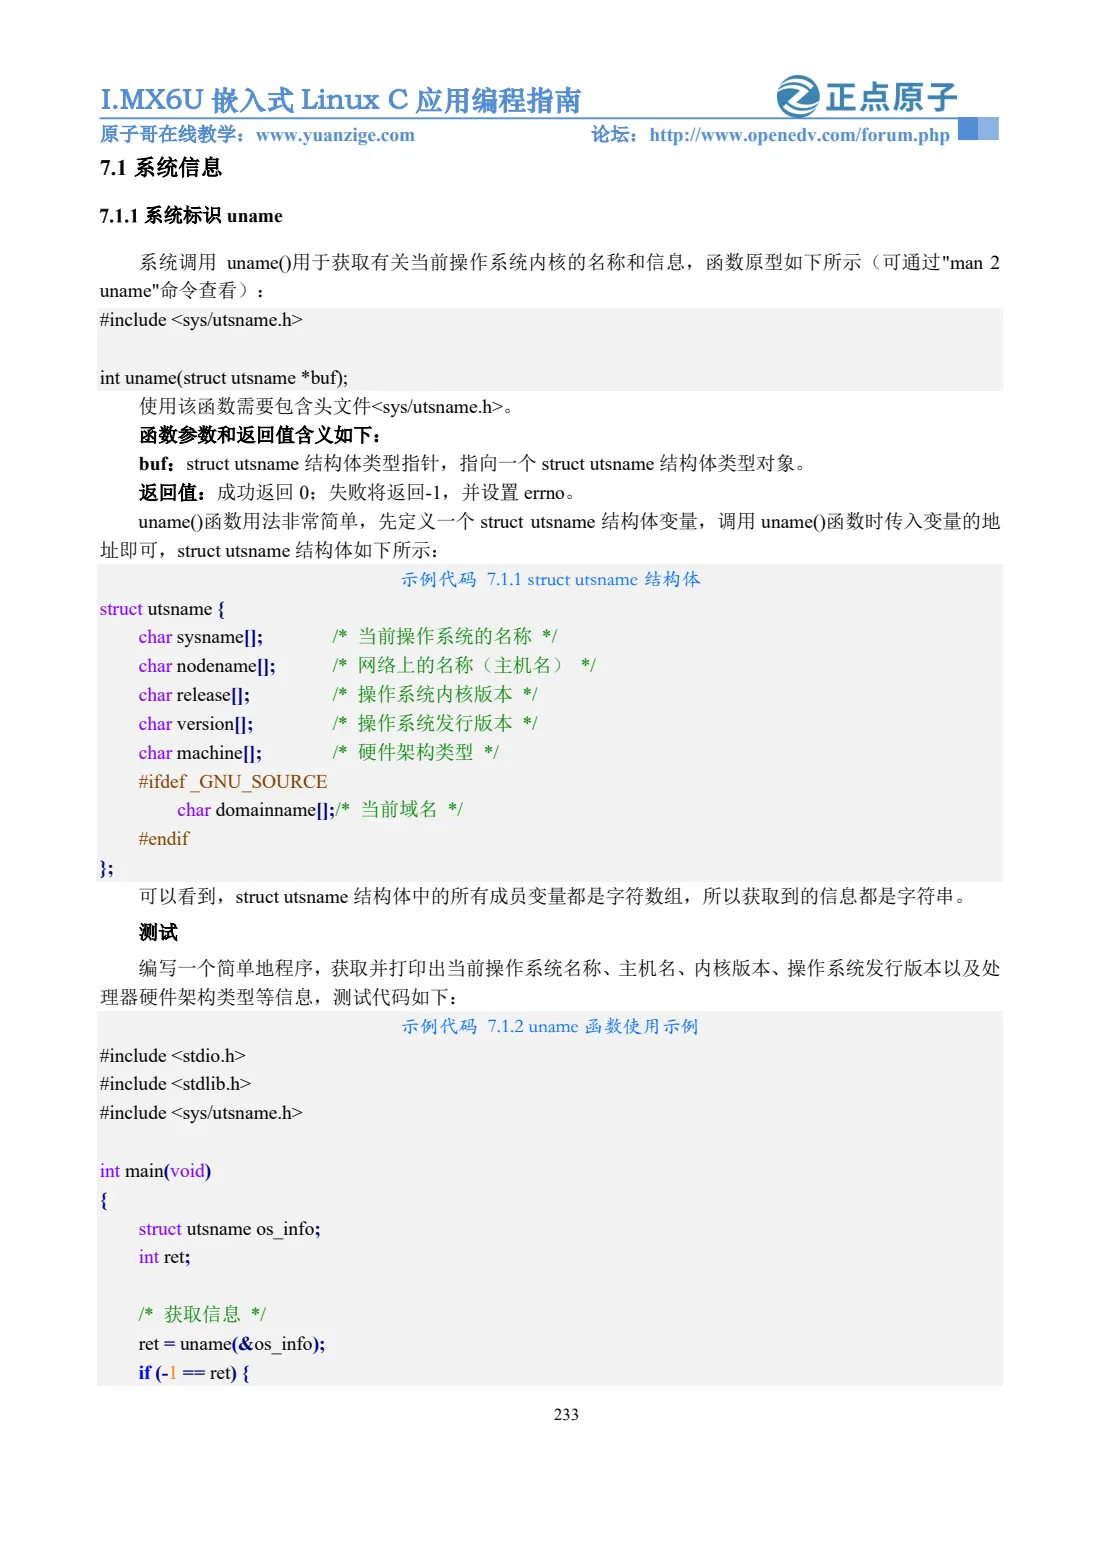 I.MX6U 嵌入式 Linux C 应用编程指南
正点原子
原子哥在线教学：www.yuanzige.com 论坛：http://www.openedv.com/forum.php
7.1 系统信息
7.1.1 系统标识 uname
系统调用 uname()用于获取有关当前操作系统内核的名称和信息，函数原型如下所示（可通过"man 2
uname"命令查看）：
#include <sys/utsname.h>
int uname(struct utsname *buf);
使用该函数需要包含头文件<sys/utsname.h>。
函数参数和返回值含义如下：
buf：struct utsname 结构体类型指针，指向一个 struct utsname 结构体类型对象。
返回值：成功返回 0；失败将返回-1，并设置 errno。
uname()函数用法非常简单，先定义一个 struct utsname 结构体变量，调用 uname()函数时传入变量的地
址即可，struct utsname 结构体如下所示：
示例代码 7.1.1 struct utsname 结构体
struct utsname {
char sysname[]; /* 当前操作系统的名称 */
char nodename[]; /* 网络上的名称（主机名） */
char release[]; /* 操作系统内核版本 */
char version[]; /* 操作系统发行版本 */
char machine[]; /* 硬件架构类型 */
#ifdef _GNU_SOURCE
char domainname[];/* 当前域名 */
#endif
};
可以看到，struct utsname 结构体中的所有成员变量都是字符数组，所以获取到的信息都是字符串。
测试
编写一个简单地程序，获取并打印出当前操作系统名称、主机名、内核版本、操作系统发行版本以及处
理器硬件架构类型等信息，测试代码如下：
示例代码 7.1.2 uname 函数使用示例
#include <stdio.h>
#include <stdlib.h>
#include <sys/utsname.h>
int main(void)
{
struct utsname os_info;
int ret;
/* 获取信息 */
ret = uname(&os_info);
if (-1 == ret) {
233